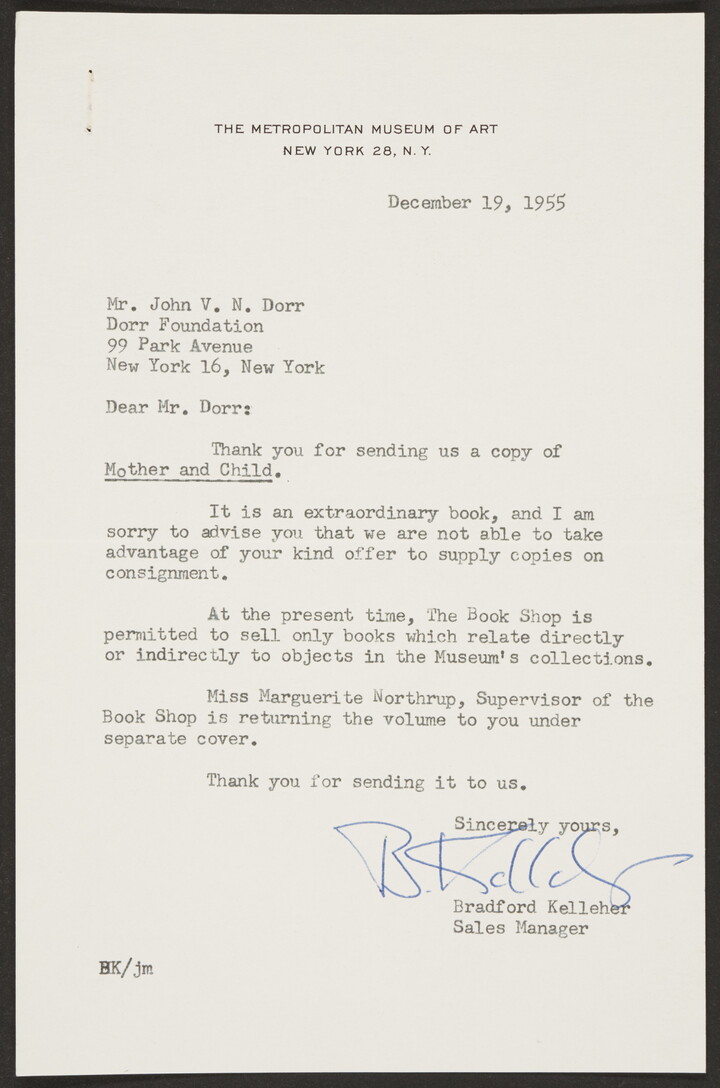 THE METROPOLITAN MUSEUM OF ART
NEW YORK 28, N. Y.
December 19, 1955
Mr. John V. N. Dorr
Dorr Foundation
99 Park Avenue
New York 16, New York
Dear Mr. Dorr:
Thank you for sending us a copy of
Mother and Child.
It is an extraordinary book, and I am
sorry to advise you that we are not able to take
advantage of your kind offer to supply copies on
consignment.
At the present time, The Book Shop is
permitted to sell only books which relate directly
or indirectly to objects in the Museum's collections.
Miss Marguerite Northrup, Supervisor of the
Book Shop is returning the volume to you under
separate cover.
Thank you for sending it to us.
Sincerely yours,
B. Kelleher
Bradford Kelleher
Sales Manager
BK/jm